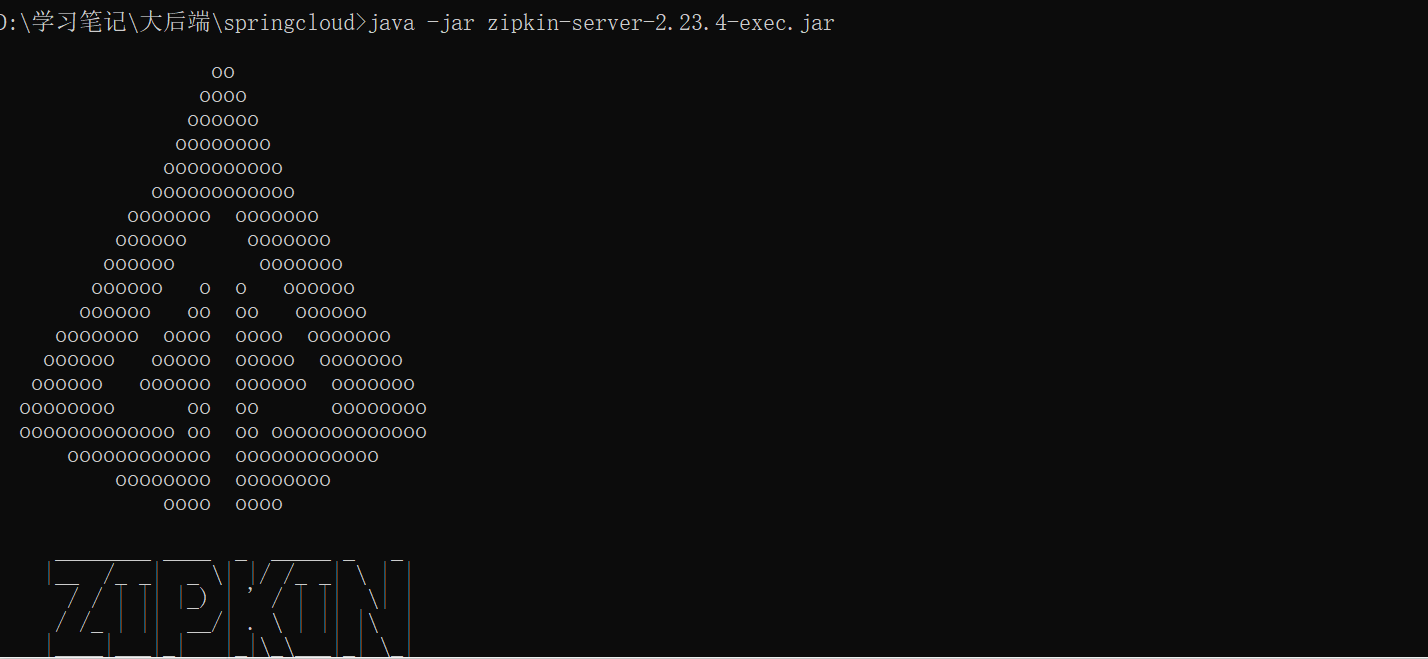 D:\学习笔记\大后端\springcloud>java -jar zipkin-server-2.23.4-exec.jar
oo
oooo
oooooo
oooooooo
oooooooooo
oooooooooooo
ooooooo  ooooooo
oooooo     ooooooo
oooooo       ooooooo
oooooo   o  o   oooooo
oooooo   oo  oo   oooooo
ooooooo  oooo  oooo  ooooooo
oooooo   ooooo  ooooo  ooooooo
oooooo   oooooo  oooooo  ooooooo
oooooooo      oo  oo      oooooooo
ooooooooooooo oo  oo ooooooooooooo
oooooooooooo  oooooooooooo
oooooooo  oooooooo
oooo  oooo
ZIPKIN